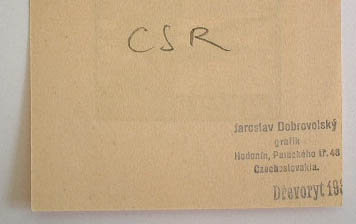 CSR
Jaroslav Dobrovolský
grafik
Hodonín, Palackého tř. 48
Czechoslovakia.
Dřevoryt